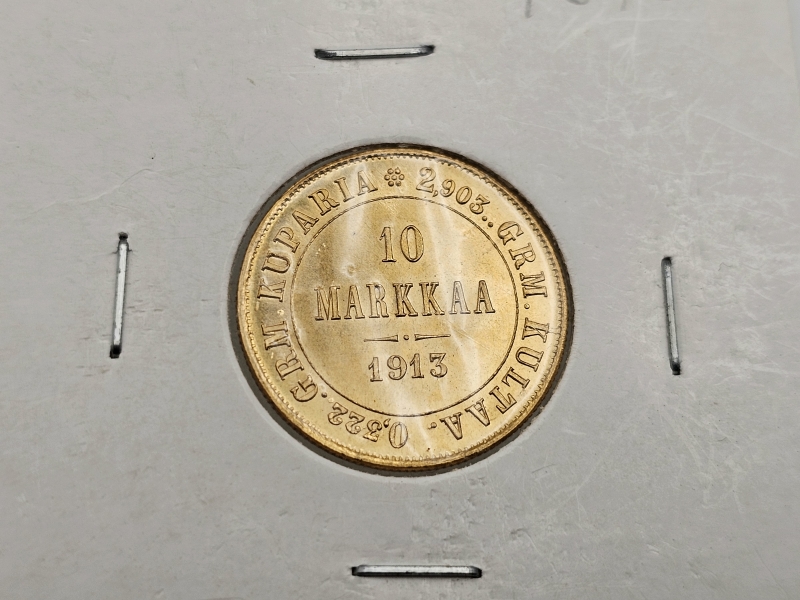 2,903..GRM.KULTAA.
0,322.GRM.KUPARIA
10
MARKKAA
1913